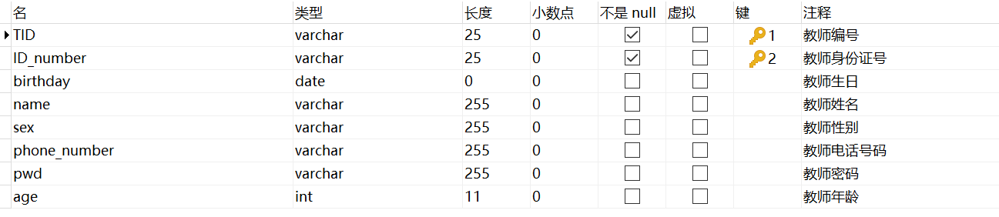 名 类型 长度 小数点 不是 null 虚拟 键 注释
TID varchar 25 0 1 教师编号
ID_number varchar 25 0 2 教师身份证号
birthday date 0 0 教师生日
name varchar 255 0 教师姓名
sex varchar 255 0 教师性别
phone_number varchar 255 0 教师电话号码
pwd varchar 255 0 教师密码
age int 11 0 教师年龄